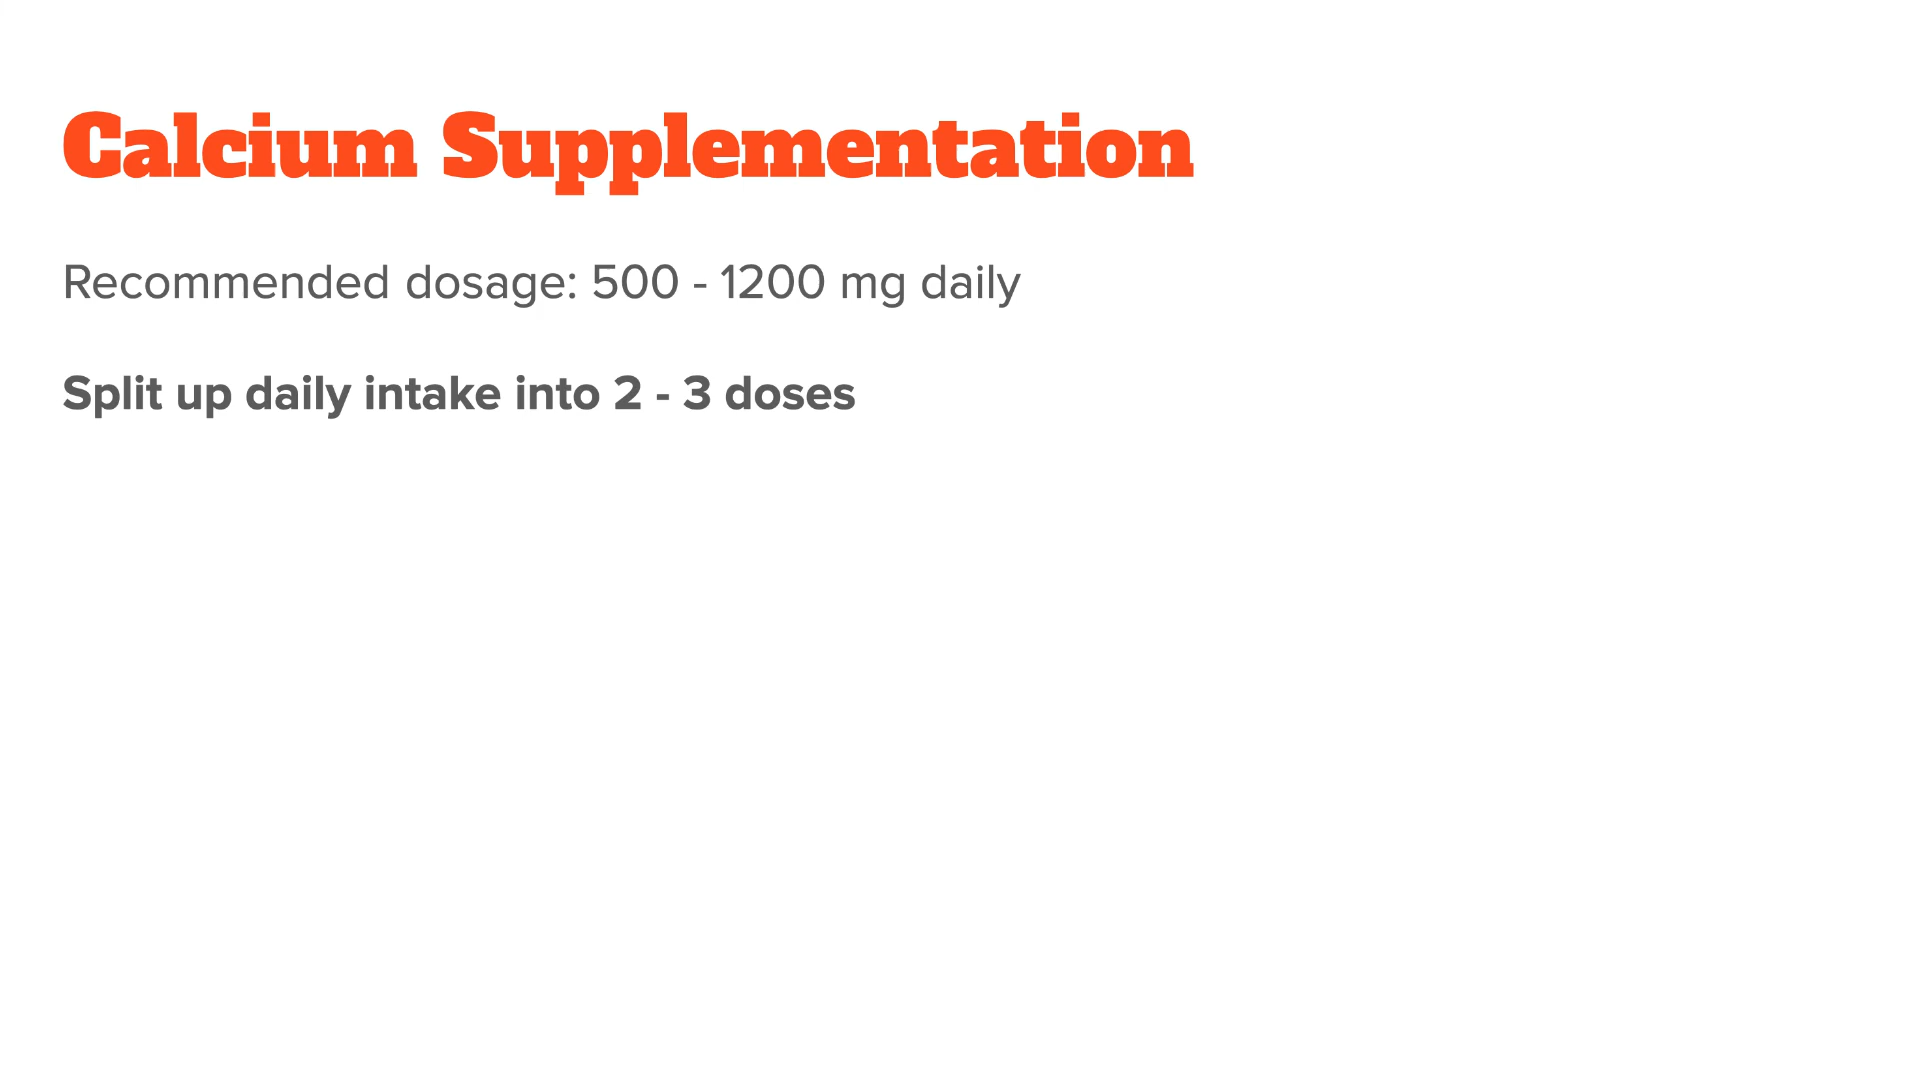 Calcium Supplementation
Recommended dosage: 500 - 1200 mg daily
Split up daily intake into 2 - 3 doses